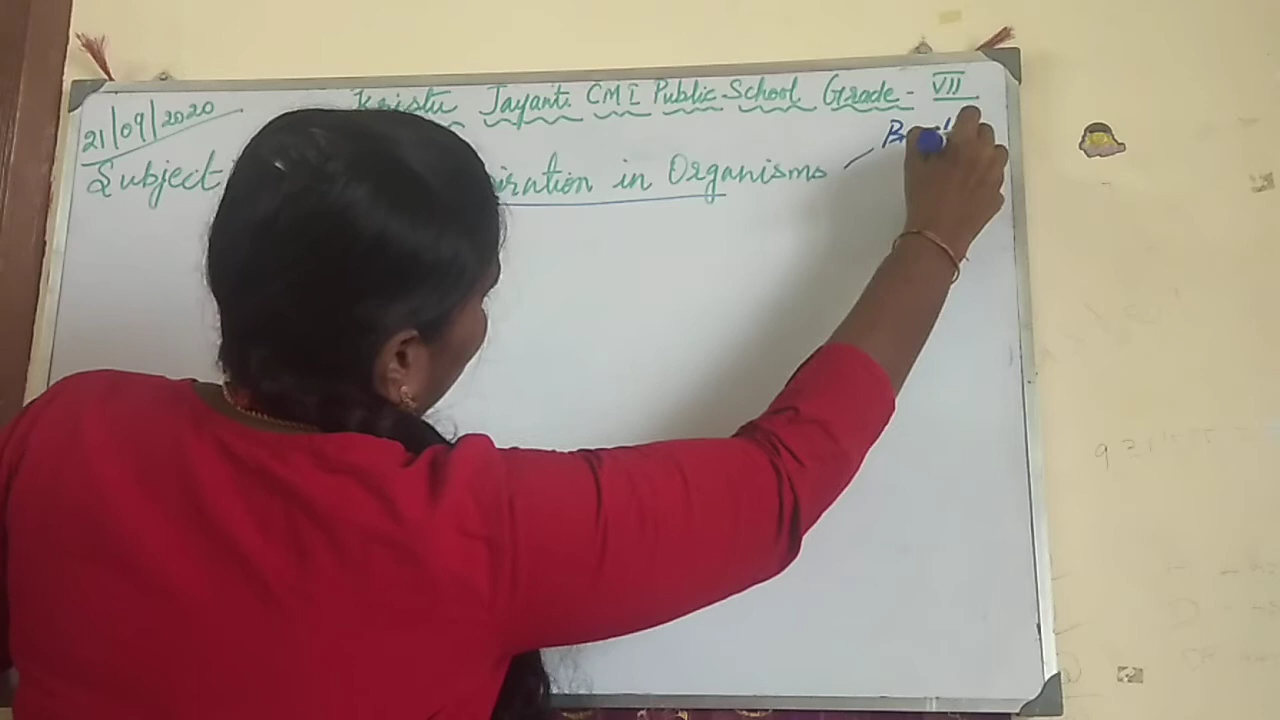 Kristu Jayanti CMI Public School Grade - VII
21/09/2020
Subject
iration in Organisms